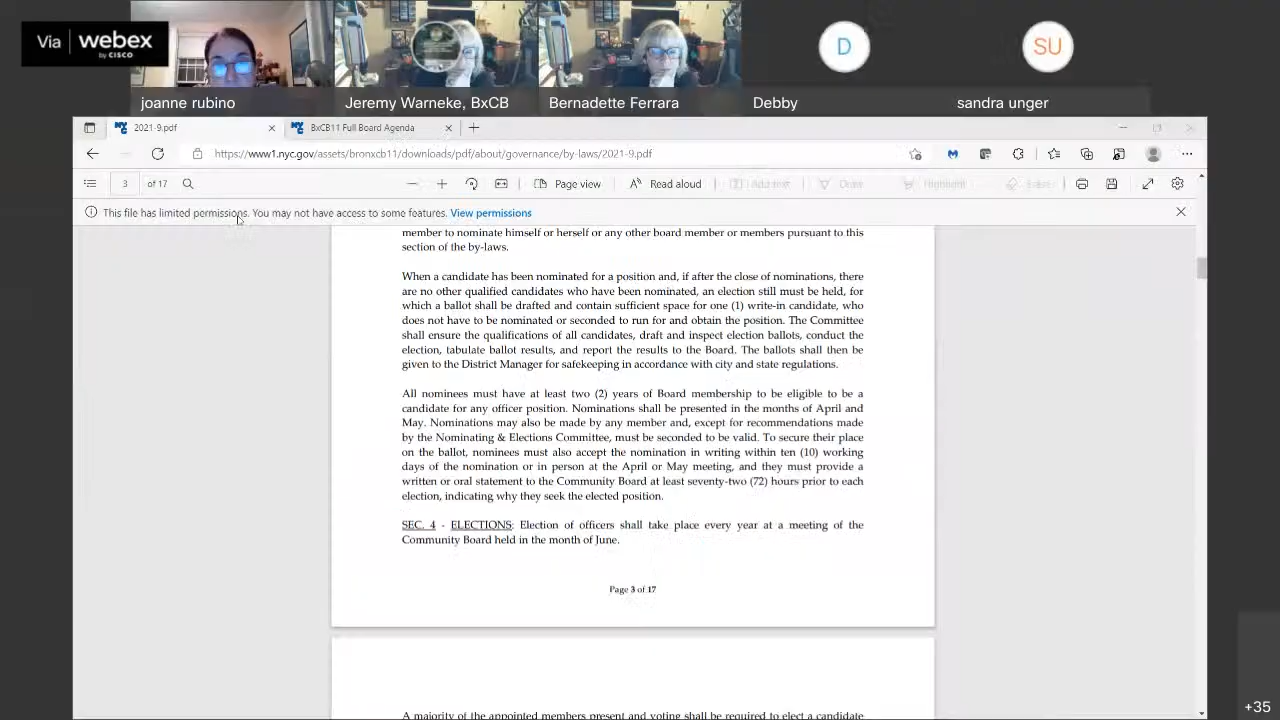 Via webex
by CISCO
joanne rubino
Jeremy Warneke, BxCB
Bernadette Ferrara
D
Debby
SU
sandra unger
2021-9.pdf
BxCB11 Full Board Agenda
https://www1.nyc.gov/assets/bronxcb11/downloads/pdf/about/governance/by-laws/2021-9.pdf
3 of 17
Page view
Read aloud
Add text
Draw
Highlight
Erase
This file has limited permissions. You may not have access to some features. View permissions
member to nominate himself or herself or any other board member or members pursuant to this
section of the by-laws.
When a candidate has been nominated for a position and, if after the close of nominations, there
are no other qualified candidates who have been nominated, an election still must be held, for
which a ballot shall be drafted and contain sufficient space for one (1) write-in candidate, who
does not have to be nominated or seconded to run for and obtain the position. The Committee
shall ensure the qualifications of all candidates, draft and inspect election ballots, conduct the
election, tabulate ballot results, and report the results to the Board. The ballots shall then be
given to the District Manager for safekeeping in accordance with city and state regulations.
All nominees must have at least two (2) years of Board membership to be eligible to be a
candidate for any officer position. Nominations shall be presented in the months of April and
May. Nominations may also be made by any member and, except for recommendations made
by the Nominating & Elections Committee, must be seconded to be valid. To secure their place
on the ballot, nominees must also accept the nomination in writing within ten (10) working
days of the nomination or in person at the April or May meeting, and they must provide a
written or oral statement to the Community Board at least seventy-two (72) hours prior to each
election, indicating why they seek the elected position.
SEC. 4 - ELECTIONS: Election of officers shall take place every year at a meeting of the
Community Board held in the month of June.
Page 3 of 17
A majority of the appointed members present and voting shall be required to elect a candidate
+35